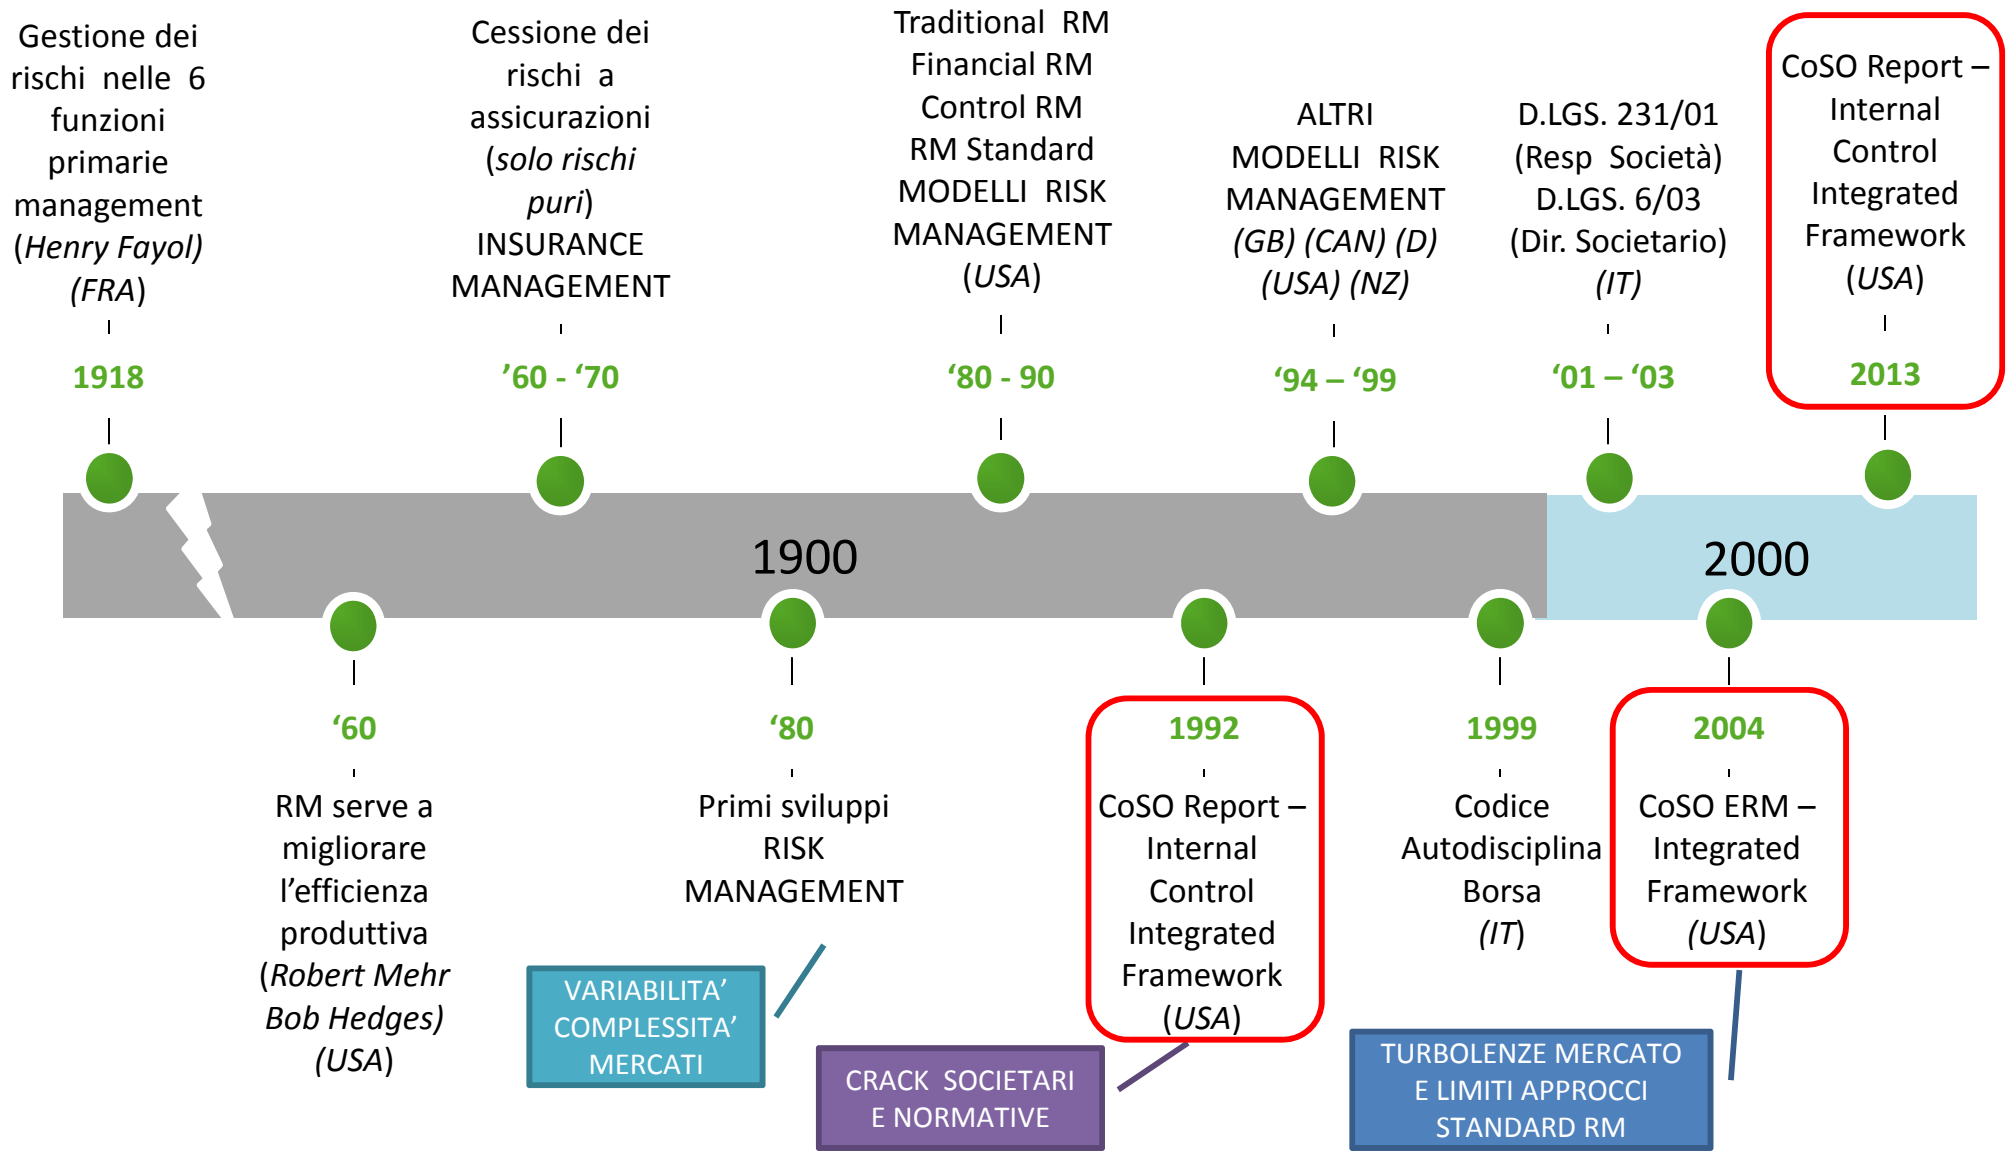 Gestione dei
rischi nelle 6
funzioni
primarie
management
(Henry Fayol)
(FRA)
1918
Cessione dei
rischi a
assicurazioni
(solo rischi
puri)
INSURANCE
MANAGEMENT
’60 - ‘70
Traditional RM
Financial RM
Control RM
RM Standard
MODELLI RISK
MANAGEMENT
(USA)
‘80 - 90
ALTRI
MODELLI RISK
MANAGEMENT
(GB) (CAN) (D)
(USA) (NZ)
‘94 – ‘99
D.LGS. 231/01
(Resp Società)
D.LGS. 6/03
(Dir. Societario)
(IT)
‘01 – ‘03
CoSO Report –
Internal
Control
Integrated
Framework
(USA)
2013
1900
2000
‘60
RM serve a
migliorare
l’efficienza
produttiva
(Robert Mehr
Bob Hedges)
(USA)
‘80
Primi sviluppi
RISK
MANAGEMENT
VARIABILITA’
COMPLESSITA’
MERCATI
1992
CoSO Report –
Internal
Control
Integrated
Framework
(USA)
CRACK SOCIETARI
E NORMATIVE
1999
Codice
Autodisciplina
Borsa
(IT)
2004
CoSO ERM –
Integrated
Framework
(USA)
TURBOLENZE MERCATO
E LIMITI APPROCCI
STANDARD RM